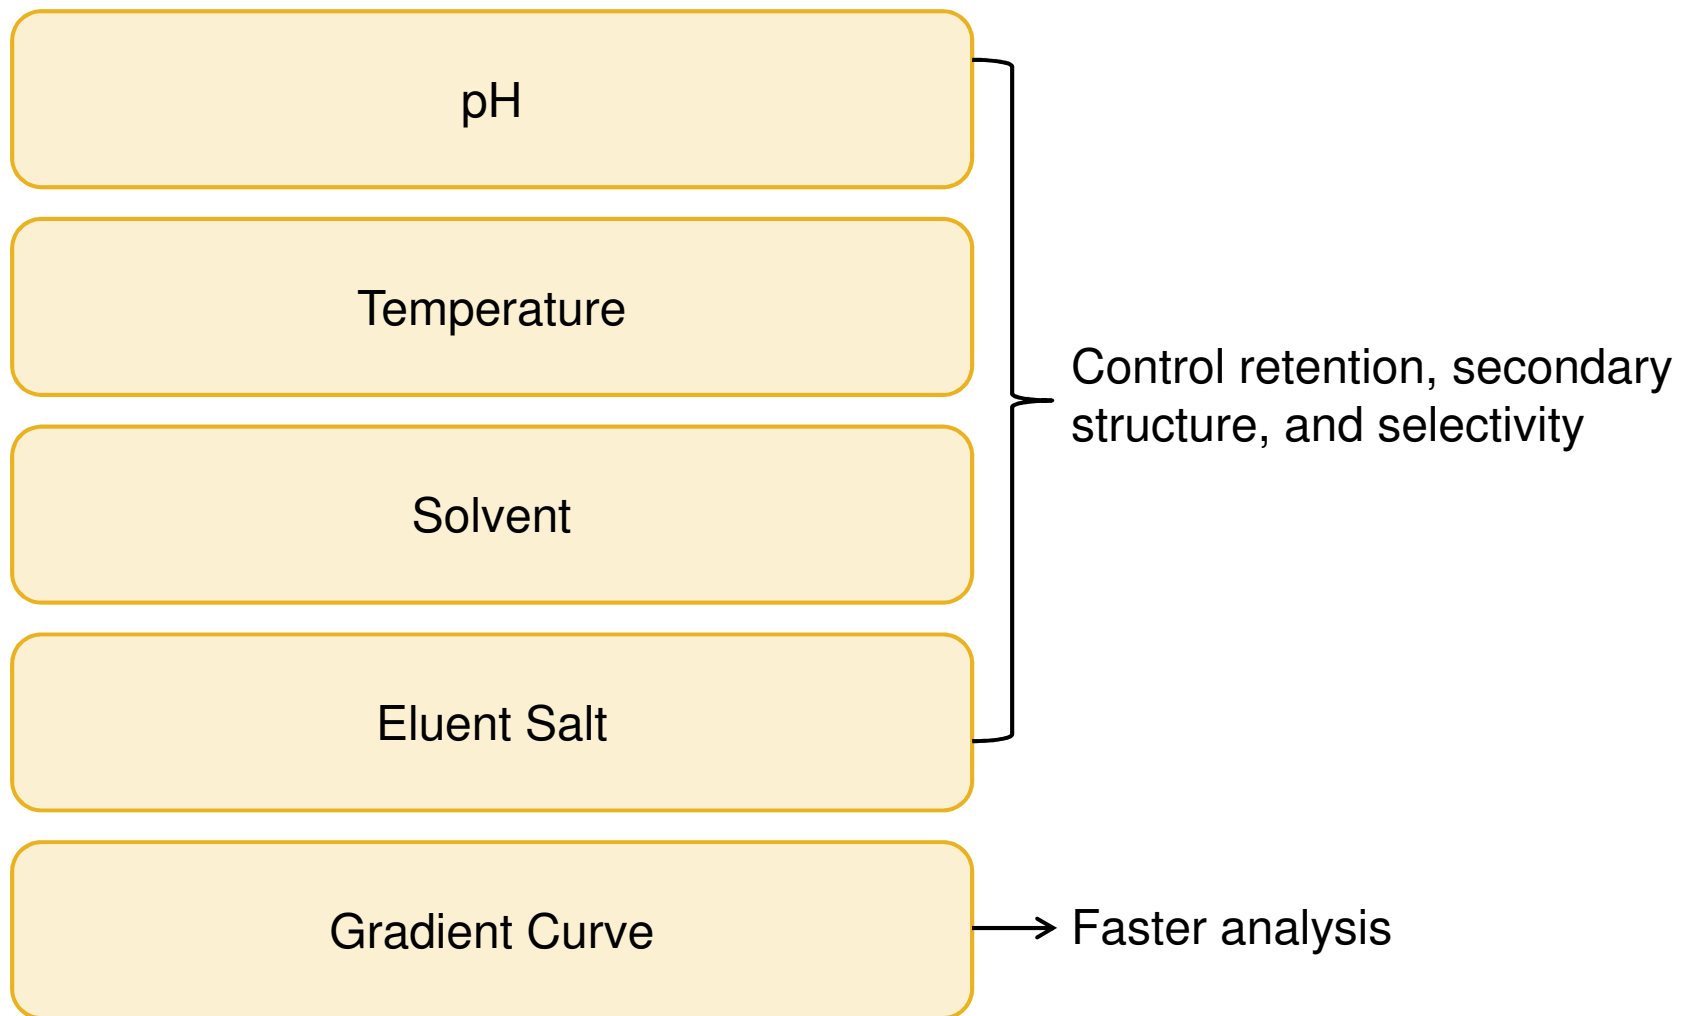 pH
Temperature
Control retention, secondary
structure, and selectivity
Solvent
Eluent Salt
Gradient Curve
Faster analysis